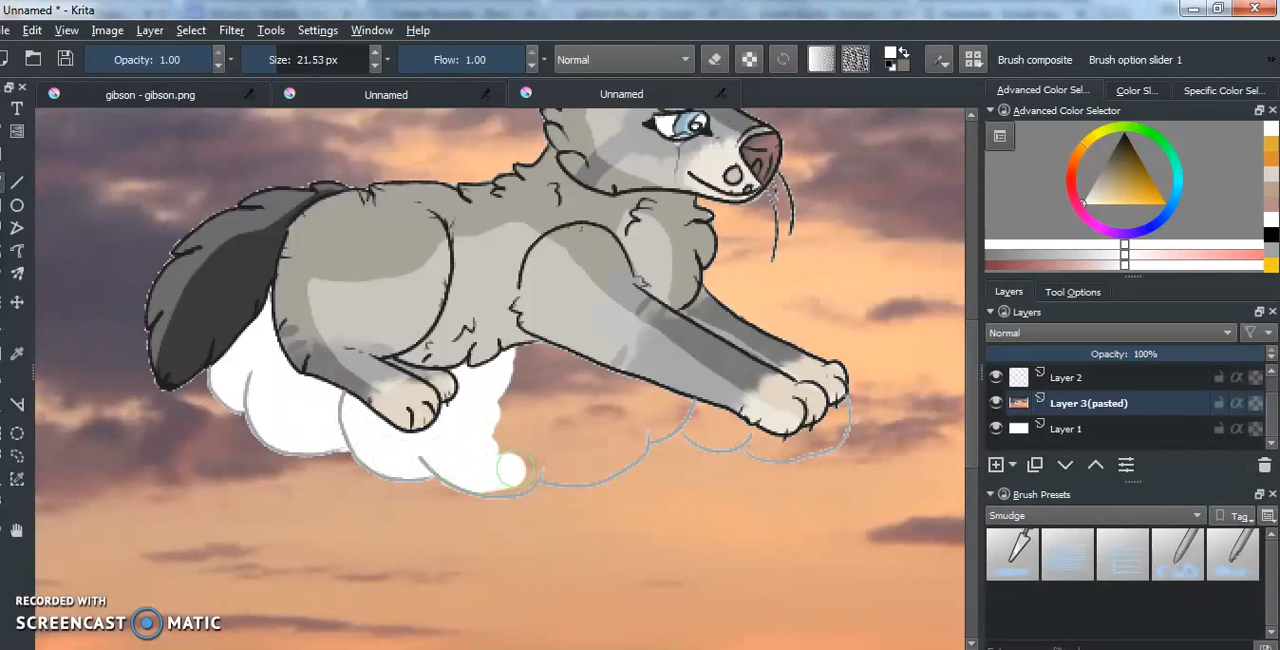 Unnamed * - Krita
ile Edit View Image Layer Select Filter Tools Settings Window Help
Opacity: 1.00 Size: 21.53 px Flow: 1.00 Normal Brush composite Brush option slider 1 »
gibson - gibson.png Unnamed Unnamed
Advanced Color Sel... Color Sl... Specific Color Sel...
Advanced Color Selector
Layers Tool Options
Layers
Normal
Opacity: 100%
Layer 2
Layer 3(pasted)
Layer 1
Brush Presets
Smudge Tag
RECORDED WITH
SCREENCAST MATIC